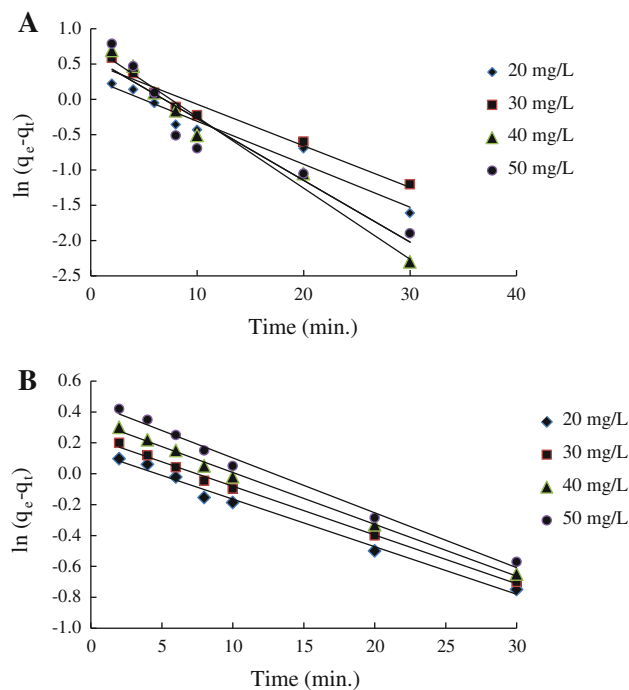 A
1.0
0.5
0.0
-0.5
-1.0
-1.5
-2.0
-2.5
ln (qe-qt)
0 10 20 30 40
Time (min.)
20 mg/L
30 mg/L
40 mg/L
50 mg/L
B
0.6
0.4
0.2
0.0
-0.2
-0.4
-0.6
-0.8
-1.0
ln (qe-qt)
0 5 10 15 20 25 30
Time (min.)
20 mg/L
30 mg/L
40 mg/L
50 mg/L